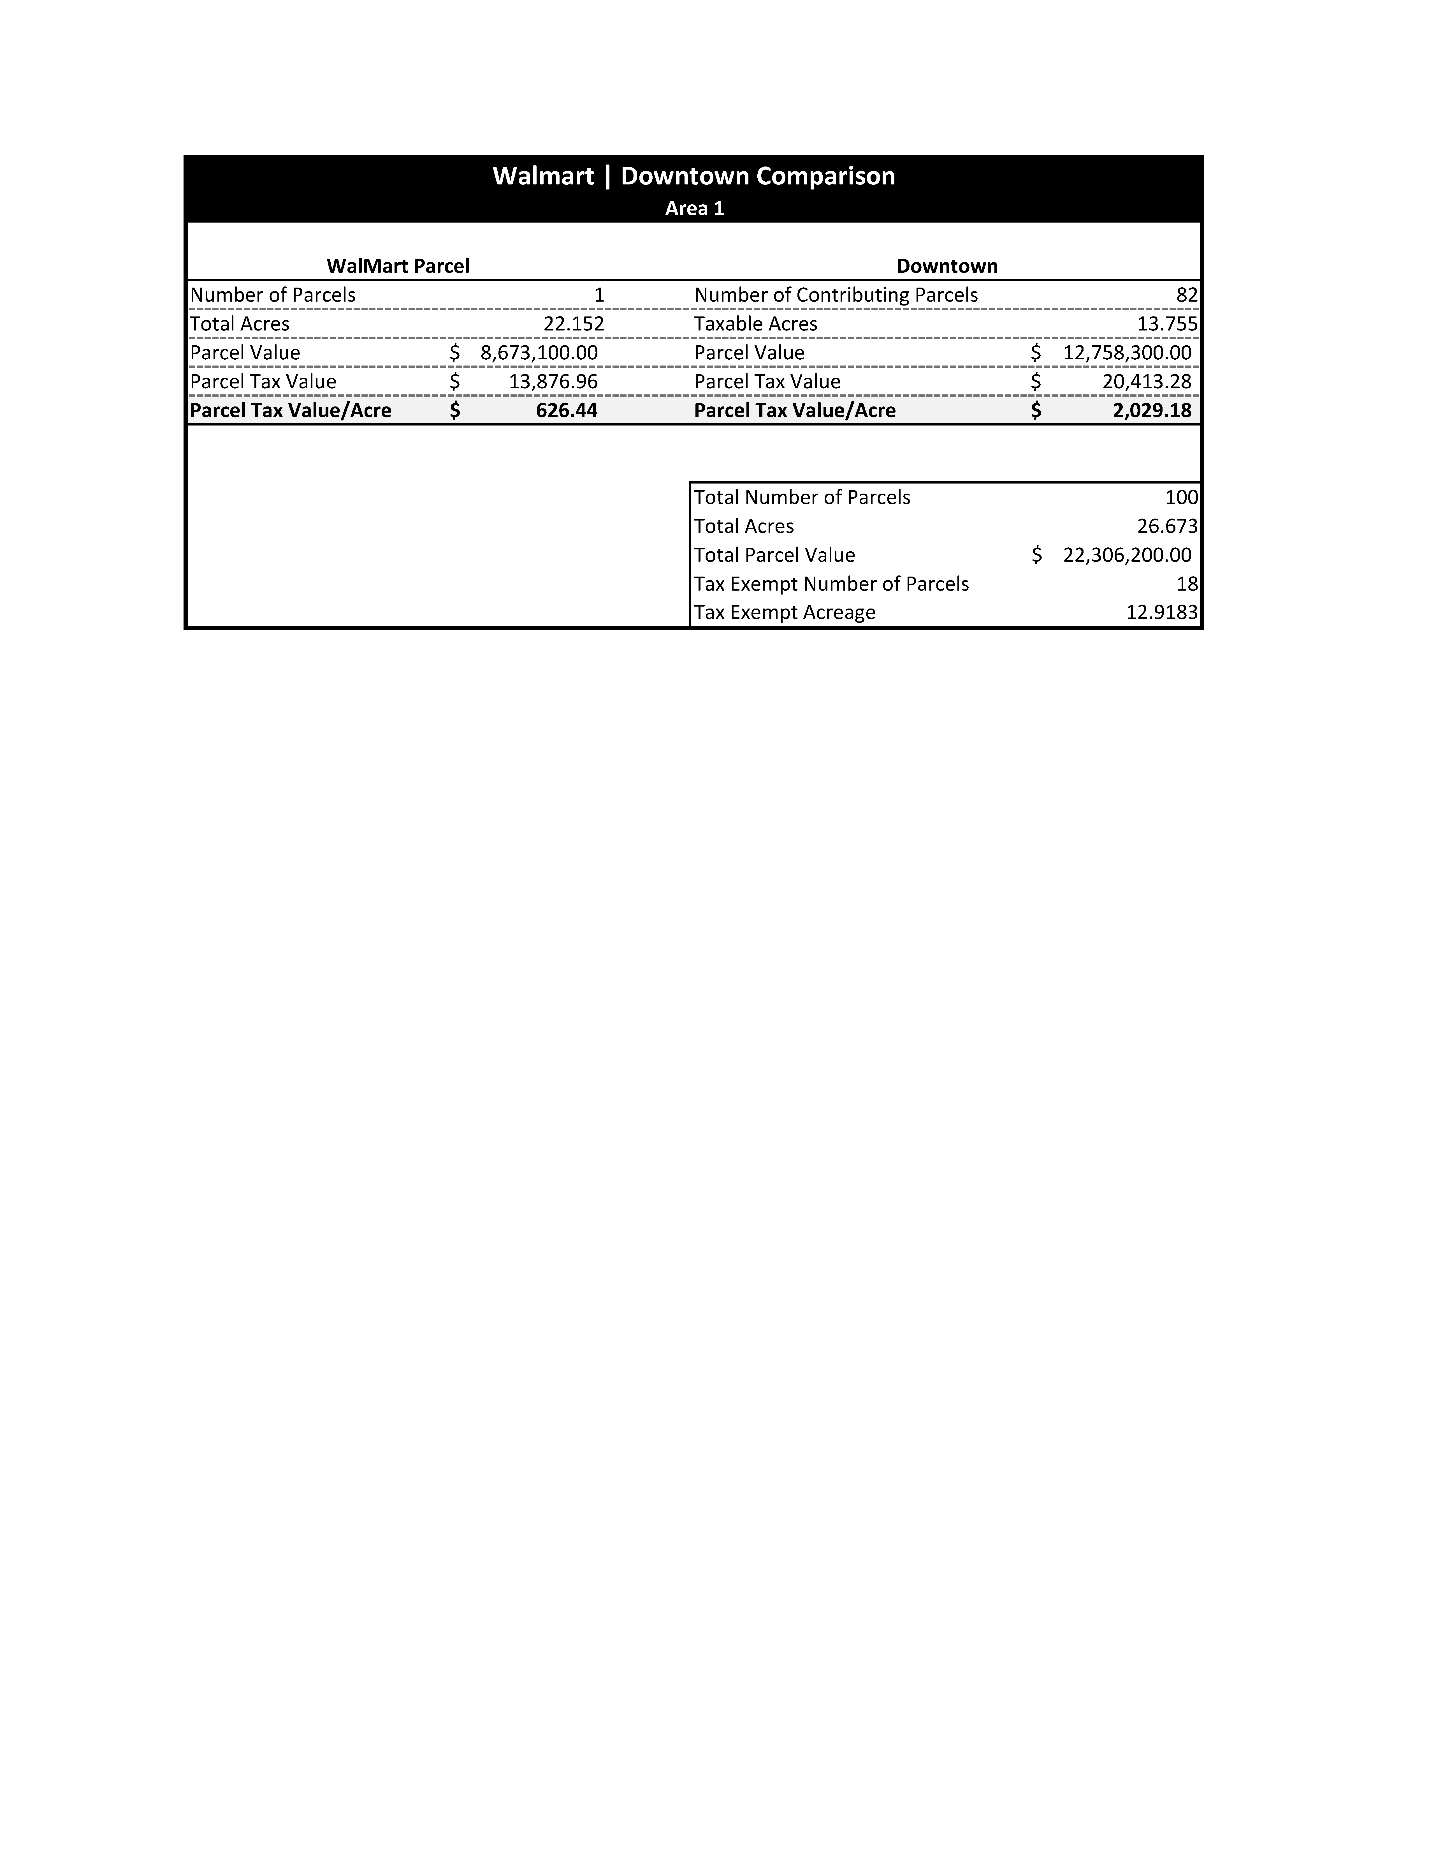 Walmart | Downtown Comparison
Area 1
WalMart Parcel Downtown
Number of Parcels 1 Number of Contributing Parcels 82
Total Acres 22.152 Taxable Acres 13.755
Parcel Value $ 8,673,100.00 Parcel Value $ 12,758,300.00
Parcel Tax Value $ 13,876.96 Parcel Tax Value $ 20,413.28
Parcel Tax Value/Acre $ 626.44 Parcel Tax Value/Acre $ 2,029.18
Total Number of Parcels 100
Total Acres 26.673
Total Parcel Value $ 22,306,200.00
Tax Exempt Number of Parcels 18
Tax Exempt Acreage 12.9183